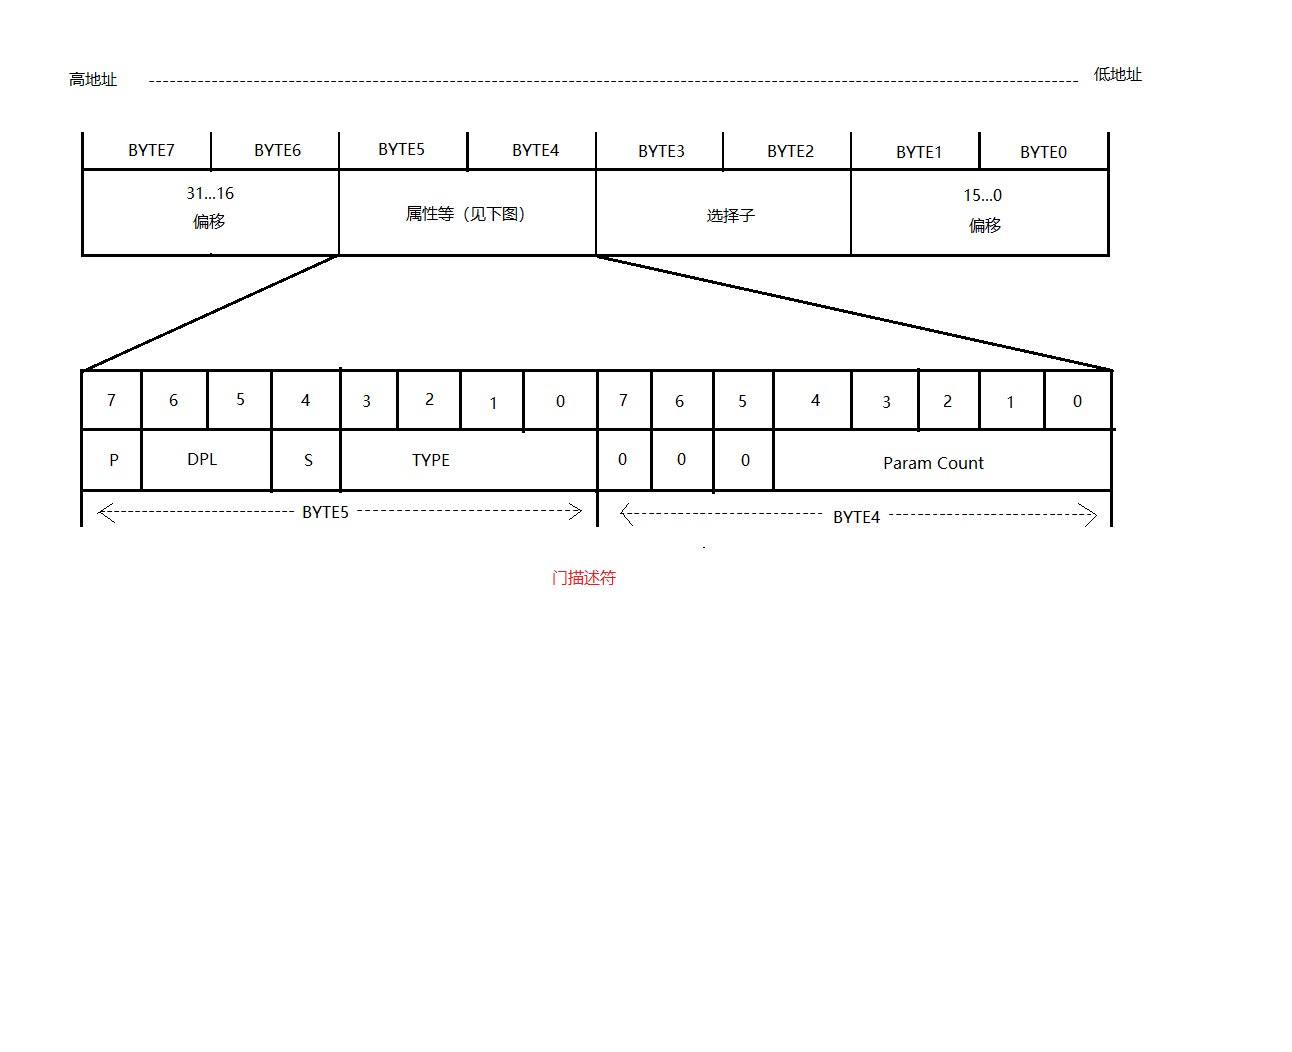 高地址 低地址
BYTE7 BYTE6 BYTE5 BYTE4 BYTE3 BYTE2 BYTE1 BYTE0
31...16 15...0
偏移 属性等（见下图） 选择子 偏移
7 6 5 4 3 2 1 0 7 6 5 4 3 2 1 0
P DPL S TYPE 0 0 0 Param Count
BYTE5 BYTE4
门描述符